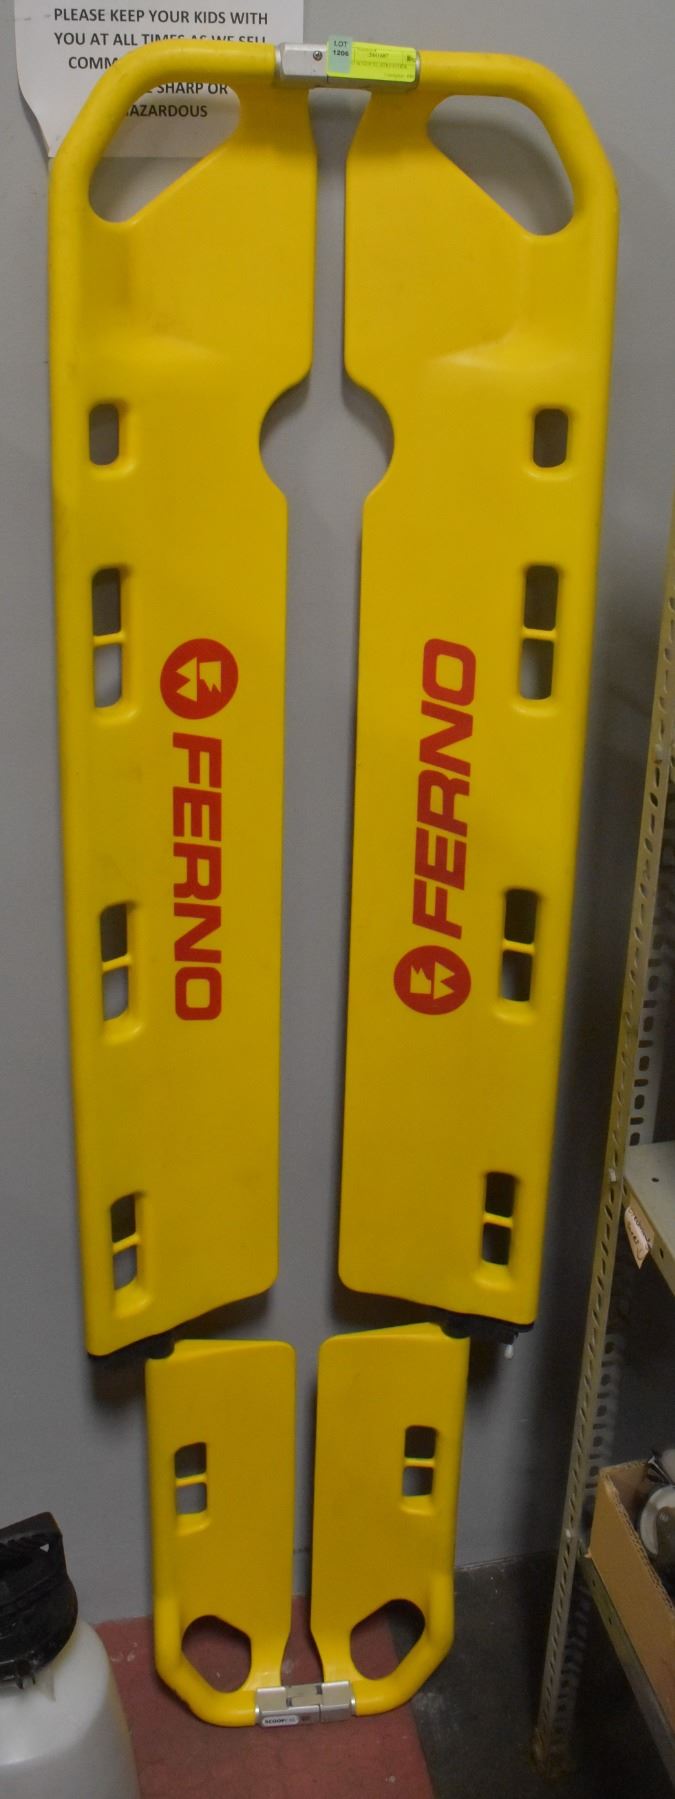 PLEASE KEEP YOUR KIDS WITH
YOU AT ALL TIMES AS WE SELL
COMM
SHARP OR
HAZARDOUS
LOT
1206
FERNO
FERNO
SCOOP